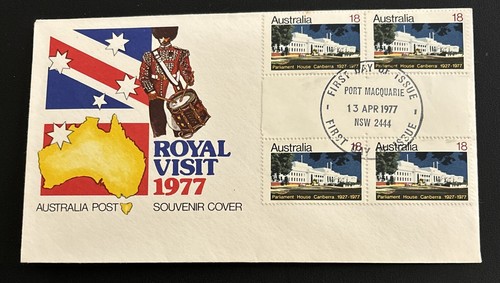 Australia 18
Parliament House Canberra 1927-1977
Australia 18
Parliament House Canberra 1927-1977
FIRST DAY OF ISSUE
PORT MACQUARIE
13 APR 1977
NSW 2444
FIRST DAY OF ISSUE
Australia 18
Parliament House Canberra 1927-1977
Australia 18
Parliament House Canberra 1927-1977
ROYAL
VISIT
1977
AUSTRALIA POST SOUVENIR COVER